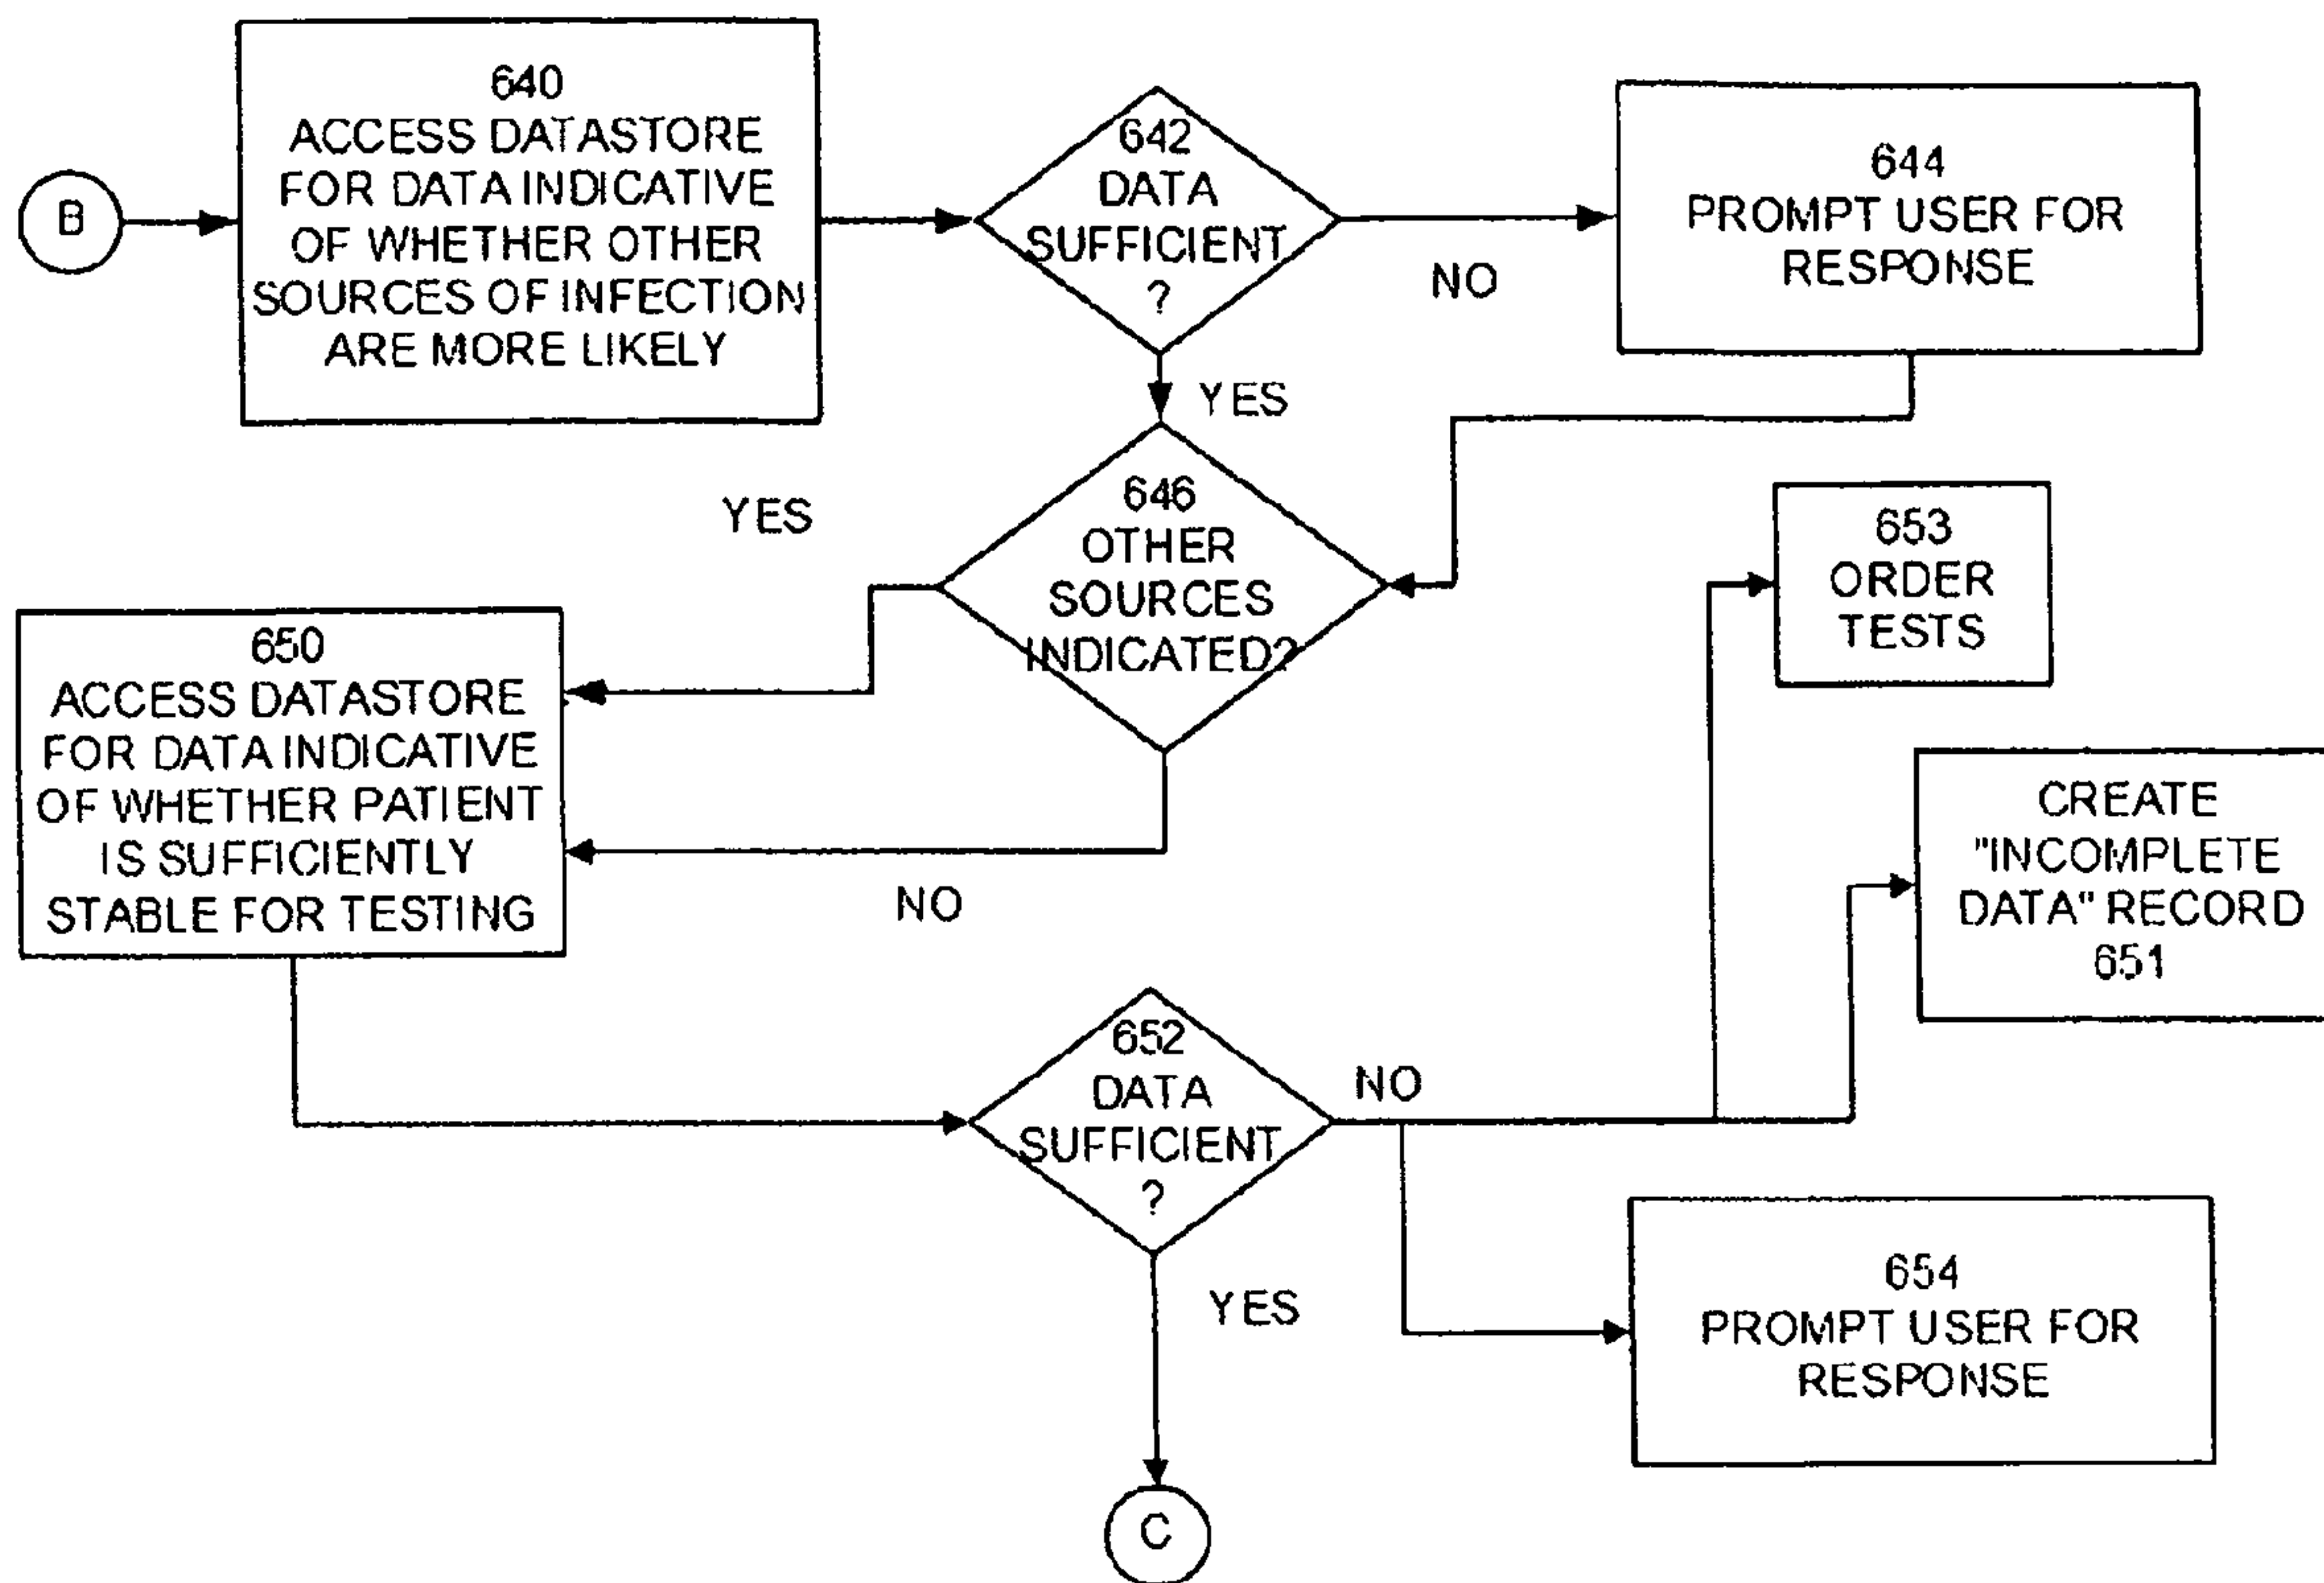 B
640
ACCESS DATASTORE
FOR DATA INDICATIVE
OF WHETHER OTHER
SOURCES OF INFECTION
ARE MORE LIKELY
642
DATA
SUFFICIENT
?
NO
644
PROMPT USER FOR
RESPONSE
YES
646
OTHER
SOURCES
INDICATED?
YES
NO
650
ACCESS DATASTORE
FOR DATA INDICATIVE
OF WHETHER PATIENT
IS SUFFICIENTLY
STABLE FOR TESTING
653
ORDER
TESTS
CREATE
"INCOMPLETE
DATA" RECORD
651
652
DATA
SUFFICIENT
?
NO
YES
654
PROMPT USER FOR
RESPONSE
C